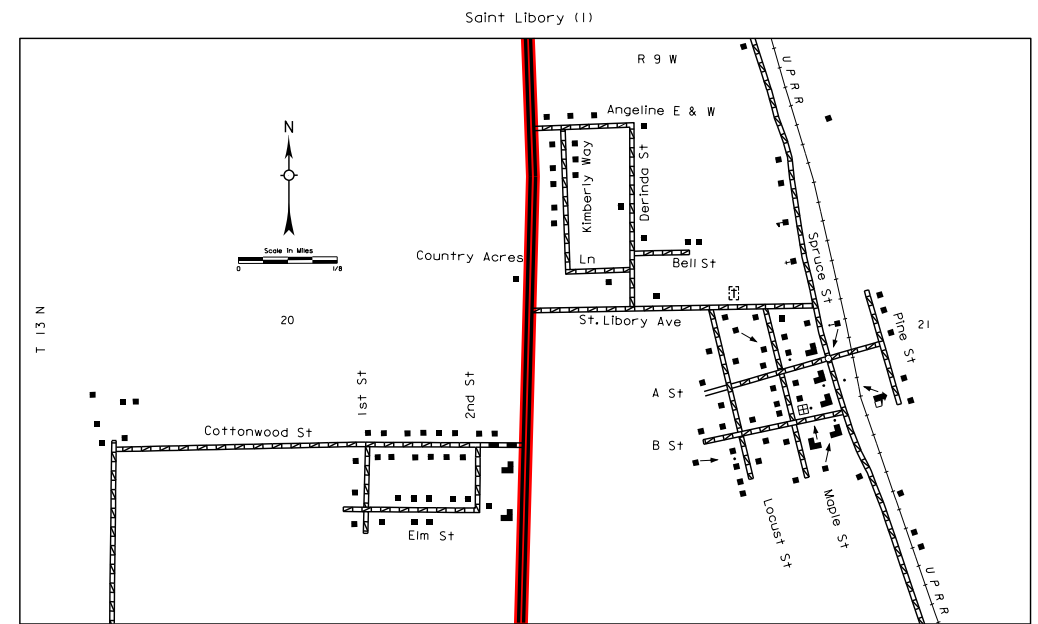 Saint Libory (1)
R 9 W
UPRR
Angeline E & W
N
Kimberly Way
Derinda St
Scale in Miles
0 1/8
Country Acres
Ln
Bell St
Spruce St
T 13 N
20
St. Libory Ave
Pine St
21
1st St
2nd St
A St
Cottonwood St
B St
Elm St
Locust St
Maple St
UPRR